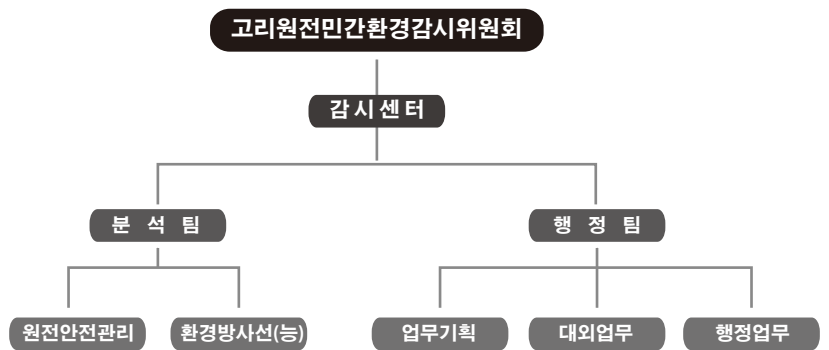 고리원전민간환경감시위원회
감시센터
분석팀
행정팀
원전안전관리
환경방사선(능)
업무기획
대외업무
행정업무